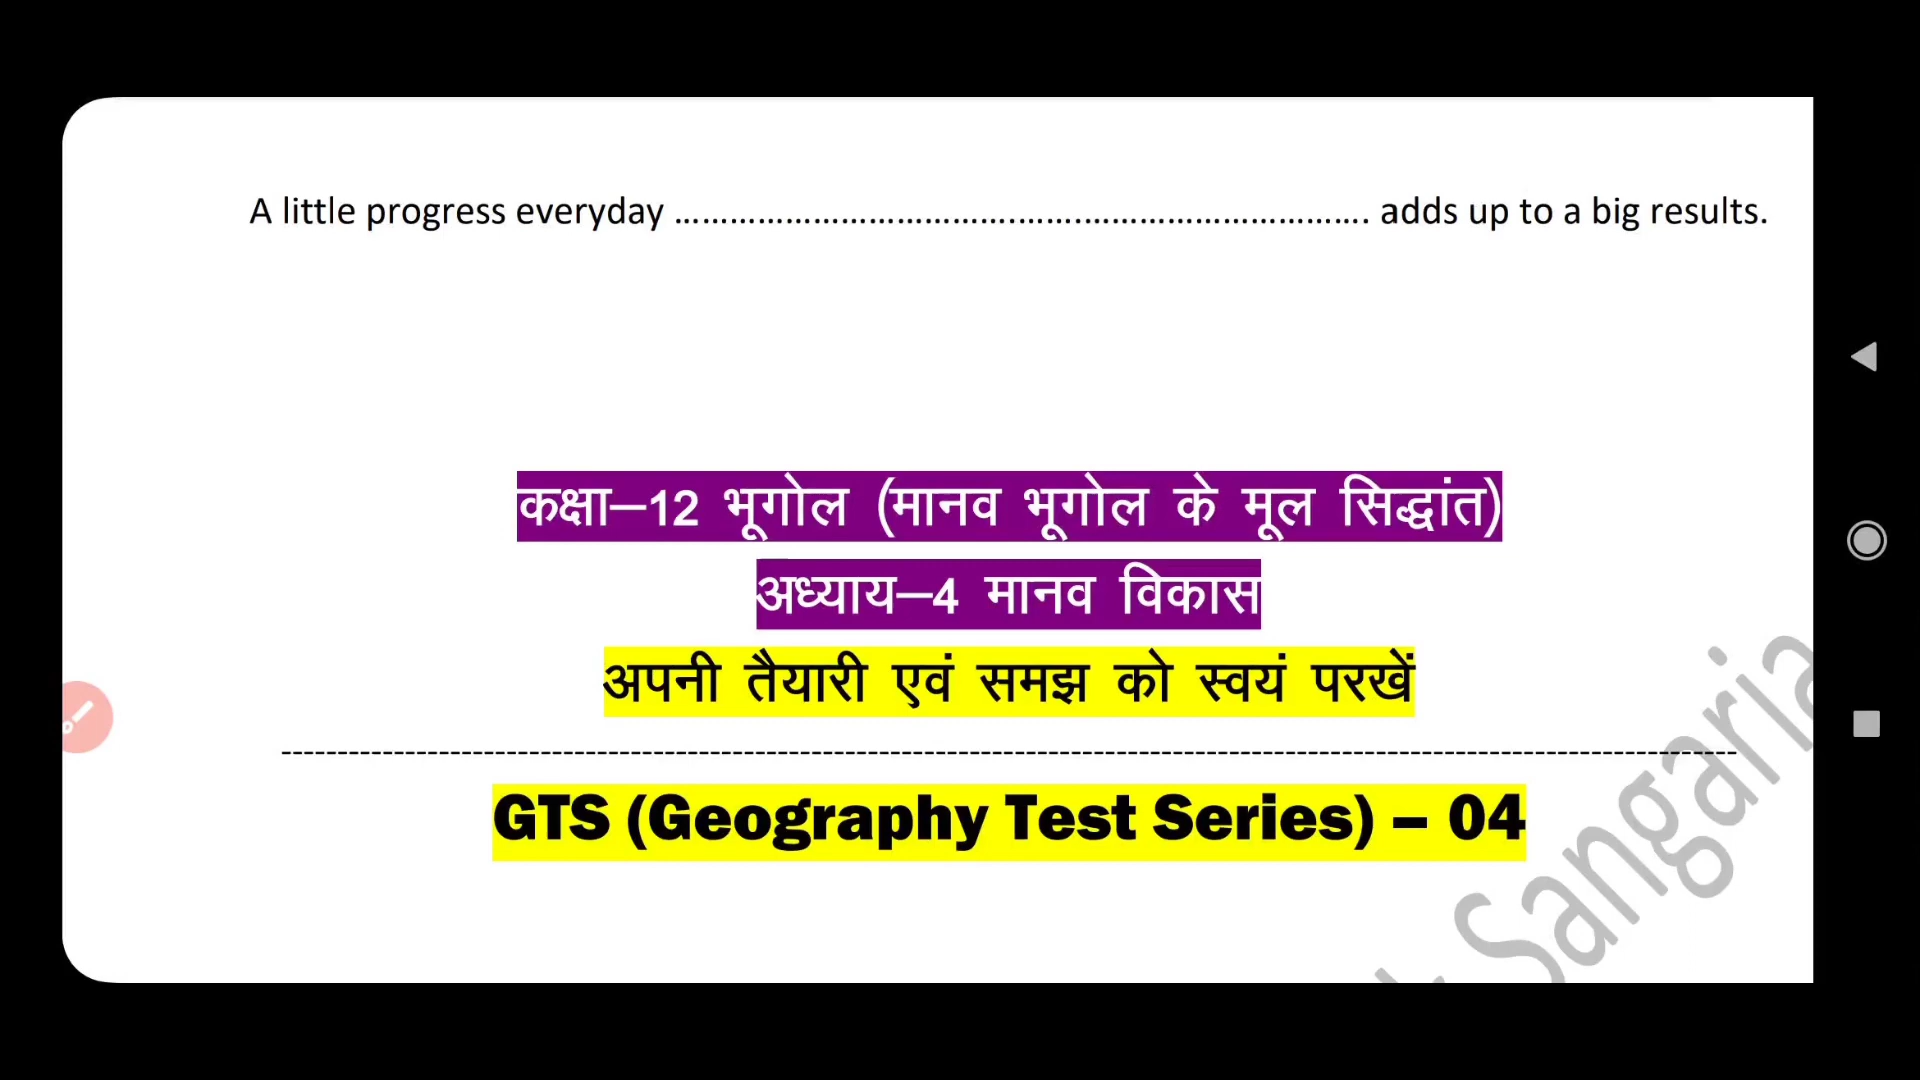 A little progress everyday ……………………………….………………………………. adds up to a big results.
कक्षा–12 भूगोल (मानव भूगोल के मूल सिद्धांत)
अध्याय–4 मानव विकास
अपनी तैयारी एवं समझ को स्वयं परखें
GTS (Geography Test Series) – 04
Sangaria